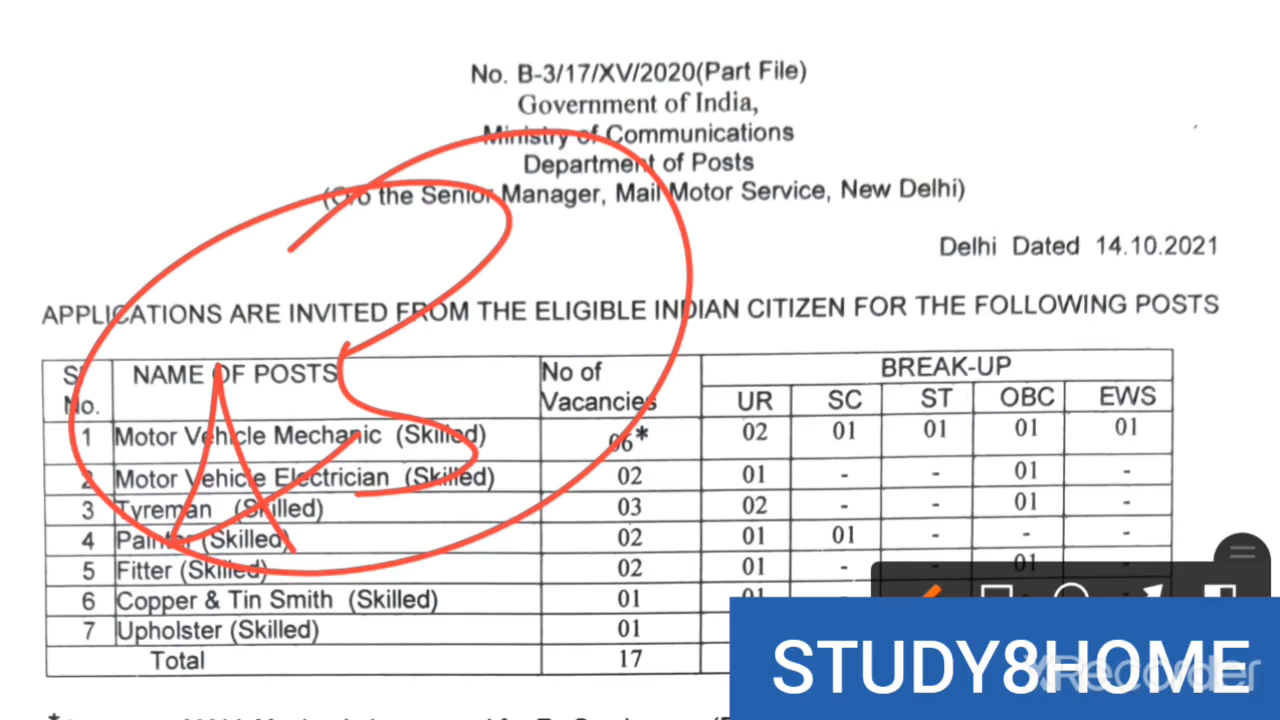 No. B-3/17/XV/2020(Part File)
Government of India,
Ministry of Communications
Department of Posts
(O/o the Senior Manager, Mail Motor Service, New Delhi)
Delhi Dated 14.10.2021
APPLICATIONS ARE INVITED FROM THE ELIGIBLE INDIAN CITIZEN FOR THE FOLLOWING POSTS
Sl. No. NAME OF POSTS No of Vacancies BREAK-UP
UR SC ST OBC EWS
1 Motor Vehicle Mechanic (Skilled) 06* 02 01 01 01 01
2 Motor Vehicle Electrician (Skilled) 02 01 - - 01 -
3 Tyreman (Skilled) 03 02 - - 01 -
4 Painter (Skilled) 02 01 01 - - -
5 Fitter (Skilled) 02 01 - - 01
6 Copper & Tin Smith (Skilled) 01 01
7 Upholster (Skilled) 01
Total 17
STUDY8HOME
XRecorder